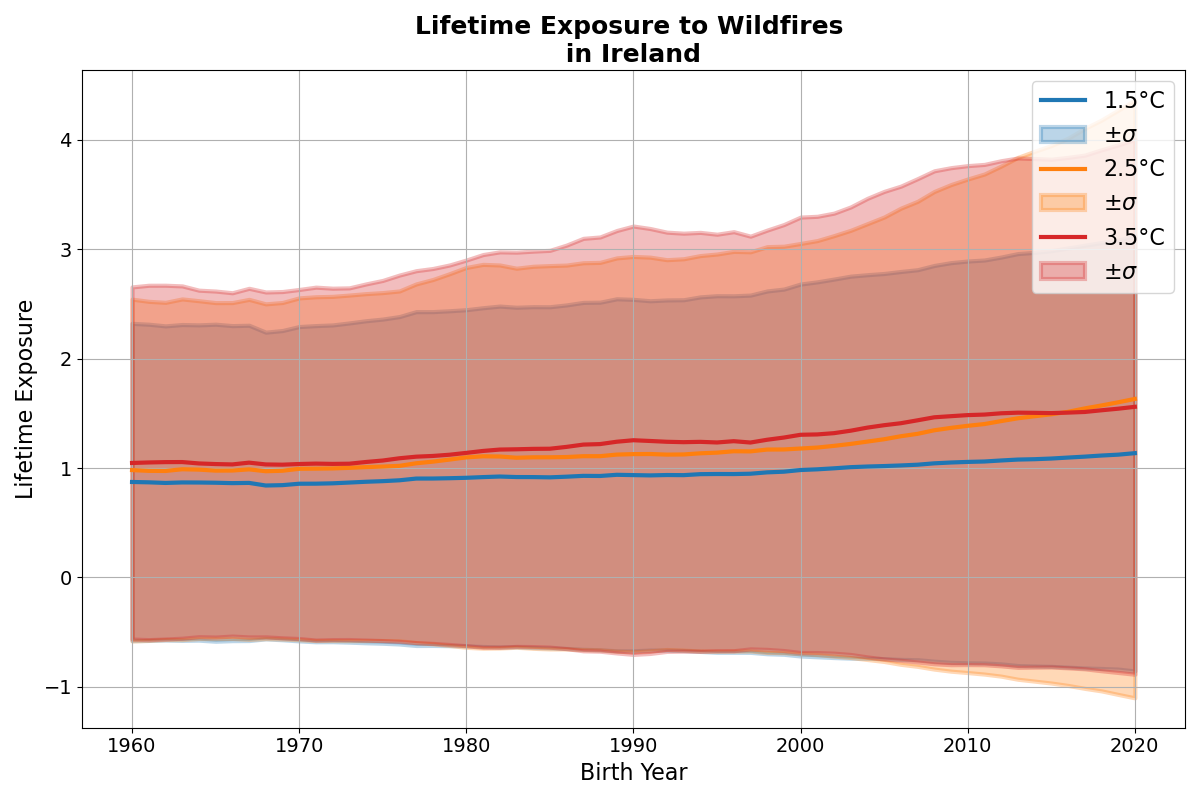 Lifetime Exposure to Wildfires
in Ireland
1.5°C
±σ
2.5°C
±σ
3.5°C
±σ
Lifetime Exposure
4
3
2
1
0
−1
1960 1970 1980 1990 2000 2010 2020
Birth Year